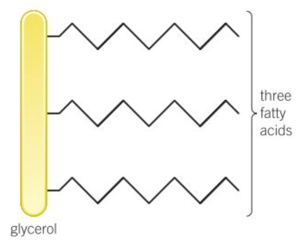 three
fatty
acids
glycerol